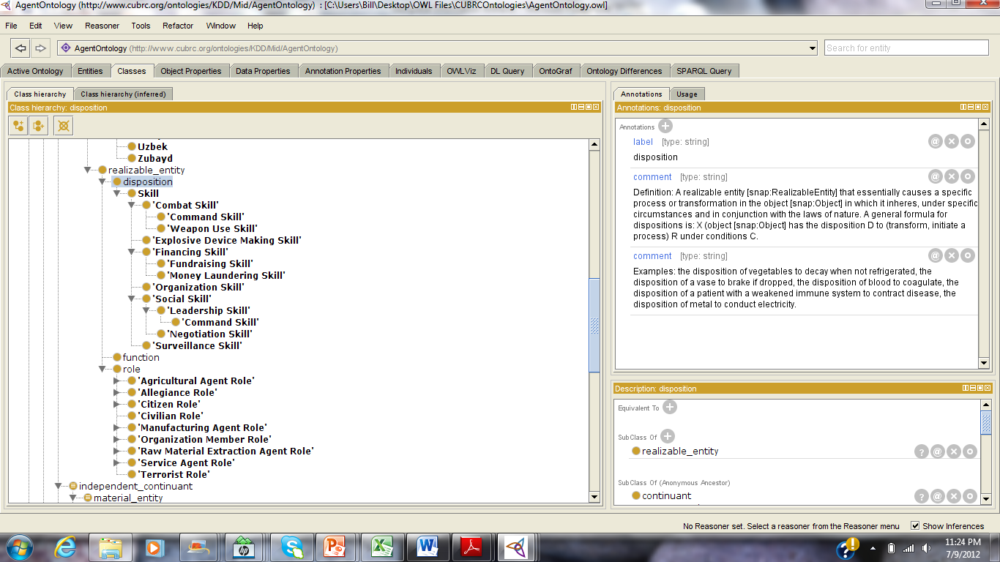 AgentOntology (http://www.cubrc.org/ontologies/KDD/Mid/AgentOntology) : [C:\Users\Bill\Desktop\OWL Files\CUBRCOntologies\AgentOntology.owl]
File Edit View Reasoner Tools Refactor Window Help
AgentOntology (http://www.cubrc.org/ontologies/KDD/Mid/AgentOntology)
Search for entity
Active Ontology Entities Classes Object Properties Data Properties Annotation Properties Individuals OWLViz DL Query OntoGraf Ontology Differences SPARQL Query
Class hierarchy Class hierarchy (inferred)
Class hierarchy: disposition
Uzbek
Zubayd
realizable_entity
disposition
Skill
'Combat Skill'
'Command Skill'
'Weapon Use Skill'
'Explosive Device Making Skill'
'Financing Skill'
'Fundraising Skill'
'Money Laundering Skill'
'Organization Skill'
'Social Skill'
'Leadership Skill'
'Command Skill'
'Negotiation Skill'
'Surveillance Skill'
function
role
'Agricultural Agent Role'
'Allegiance Role'
'Citizen Role'
'Civilian Role'
'Manufacturing Agent Role'
'Organization Member Role'
'Raw Material Extraction Agent Role'
'Service Agent Role'
'Terrorist Role'
independent_continuant
material_entity
Annotations Usage
Annotations: disposition
Annotations
label [type: string]
disposition
comment [type: string]
Definition: A realizable entity [snap:RealizableEntity] that essentially causes a specific
process or transformation in the object [snap:Object] in which it inheres, under specific
circumstances and in conjunction with the laws of nature. A general formula for
dispositions is: X (object [snap:Object] has the disposition D to (transform, initiate a
process) R under conditions C.
comment [type: string]
Examples: the disposition of vegetables to decay when not refrigerated, the
disposition of a vase to brake if dropped, the disposition of blood to coagulate, the
disposition of a patient with a weakened immune system to contract disease, the
disposition of metal to conduct electricity.
Description: disposition
Equivalent To
SubClass Of
realizable_entity
SubClass Of (Anonymous Ancestor)
continuant
No Reasoner set. Select a reasoner from the Reasoner menu Show Inferences
11:24 PM
7/9/2012